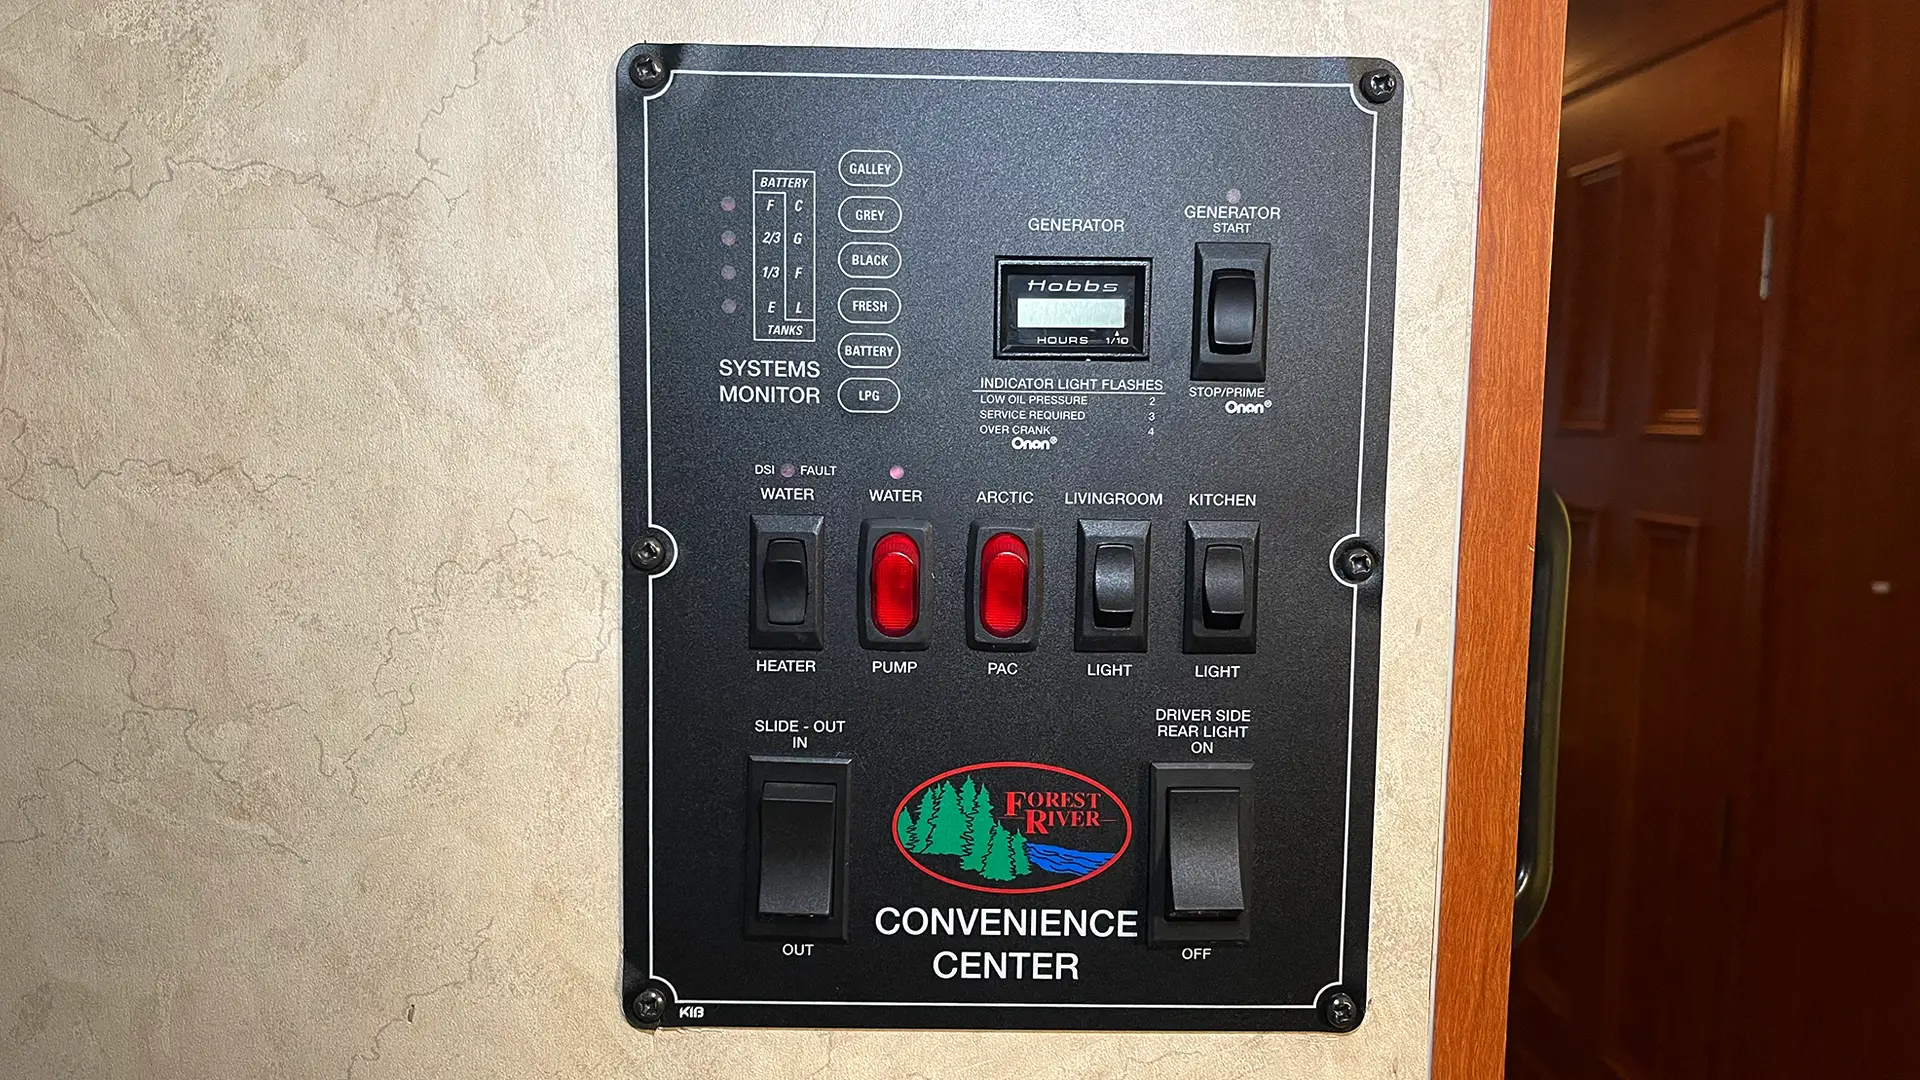 BATTERY
F C
2/3 G
1/3 F
E L
TANKS
SYSTEMS
MONITOR
GALLEY
GREY
BLACK
FRESH
BATTERY
LPG
GENERATOR
Hobbs
HOURS 1/10
INDICATOR LIGHT FLASHES
LOW OIL PRESSURE 2
SERVICE REQUIRED 3
OVER CRANK 4
Onan®
GENERATOR
START
STOP/PRIME
Onan®
DSI FAULT
WATER
HEATER
WATER
PUMP
ARCTIC
PAC
LIVINGROOM
LIGHT
KITCHEN
LIGHT
SLIDE - OUT
IN
OUT
FOREST
RIVER
CONVENIENCE
CENTER
DRIVER SIDE
REAR LIGHT
ON
OFF
KIB